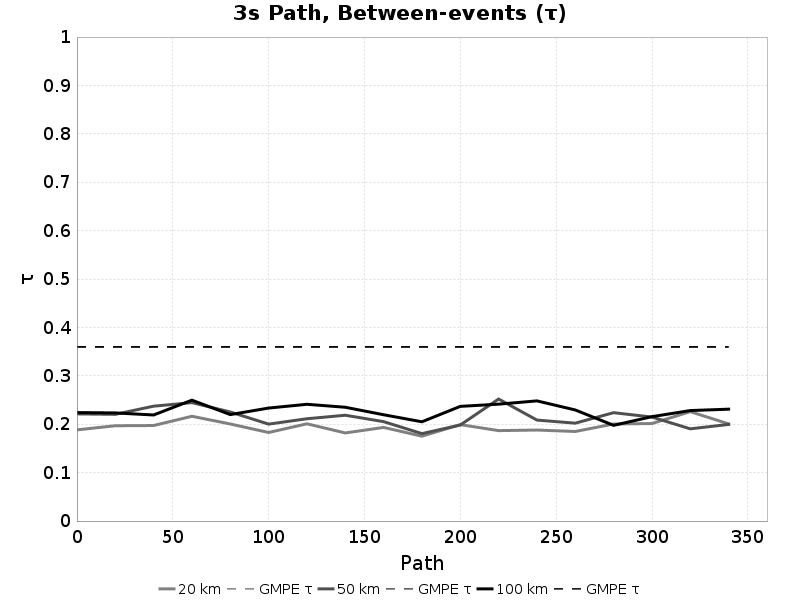 3s Path, Between-events (τ)
1
0.9
0.8
0.7
0.6
0.5
0.4
0.3
0.2
0.1
0
τ
0 50 100 150 200 250 300 350
Path
20 km GMPE τ 50 km GMPE τ 100 km GMPE τ